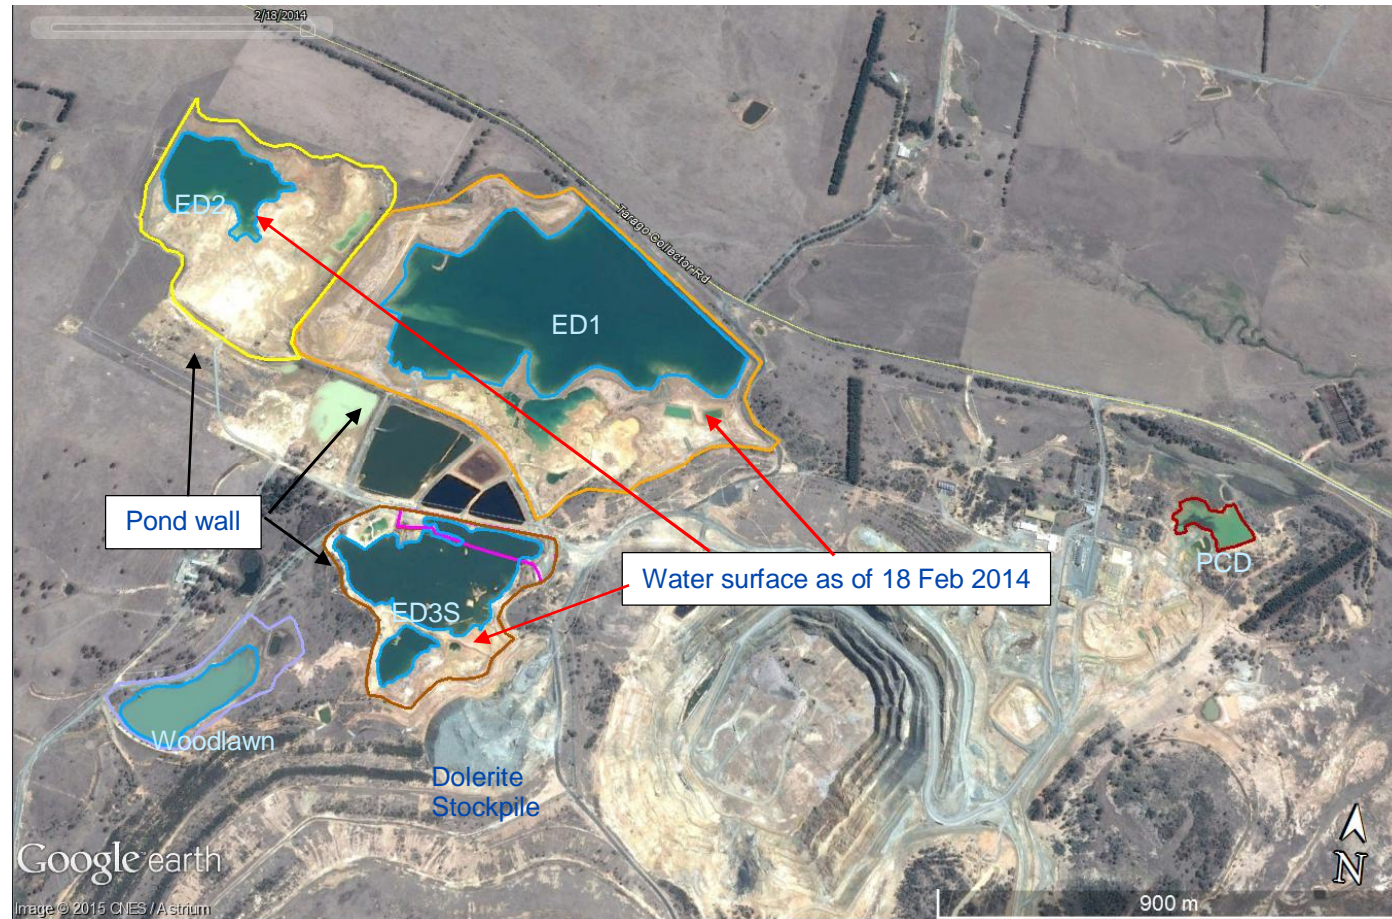 2/18/2014
ED2
Tarago Collector Rd
ED1
Pond wall
Water surface as of 18 Feb 2014
PCD
ED3S
Woodlawn
Dolerite
Stockpile
Google earth
N
900 m
Image © 2015 CNES / Astrium